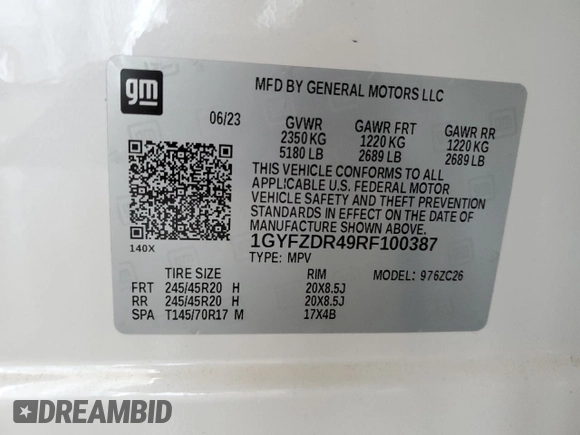 gm
MFD BY GENERAL MOTORS LLC
06/23 GVWR GAWR FRT GAWR RR
2350 KG 1220 KG 1220 KG
5180 LB 2689 LB 2689 LB
THIS VEHICLE CONFORMS TO ALL
APPLICABLE U.S. FEDERAL MOTOR
VEHICLE SAFETY AND THEFT
PREVENTION STANDARDS IN EFFECT
ON THE DATE OF MANUFACTURE SHOWN ABOVE.
140X 1GYFZDR49RF100387
TYPE: MPV
TIRE SIZE RIM MODEL: 976ZC26
FRT 245/45R20 H 20X8.5J
RR 245/45R20 H 20X8.5J
SPA T145/70R17 M 17X4B
DREAMBID